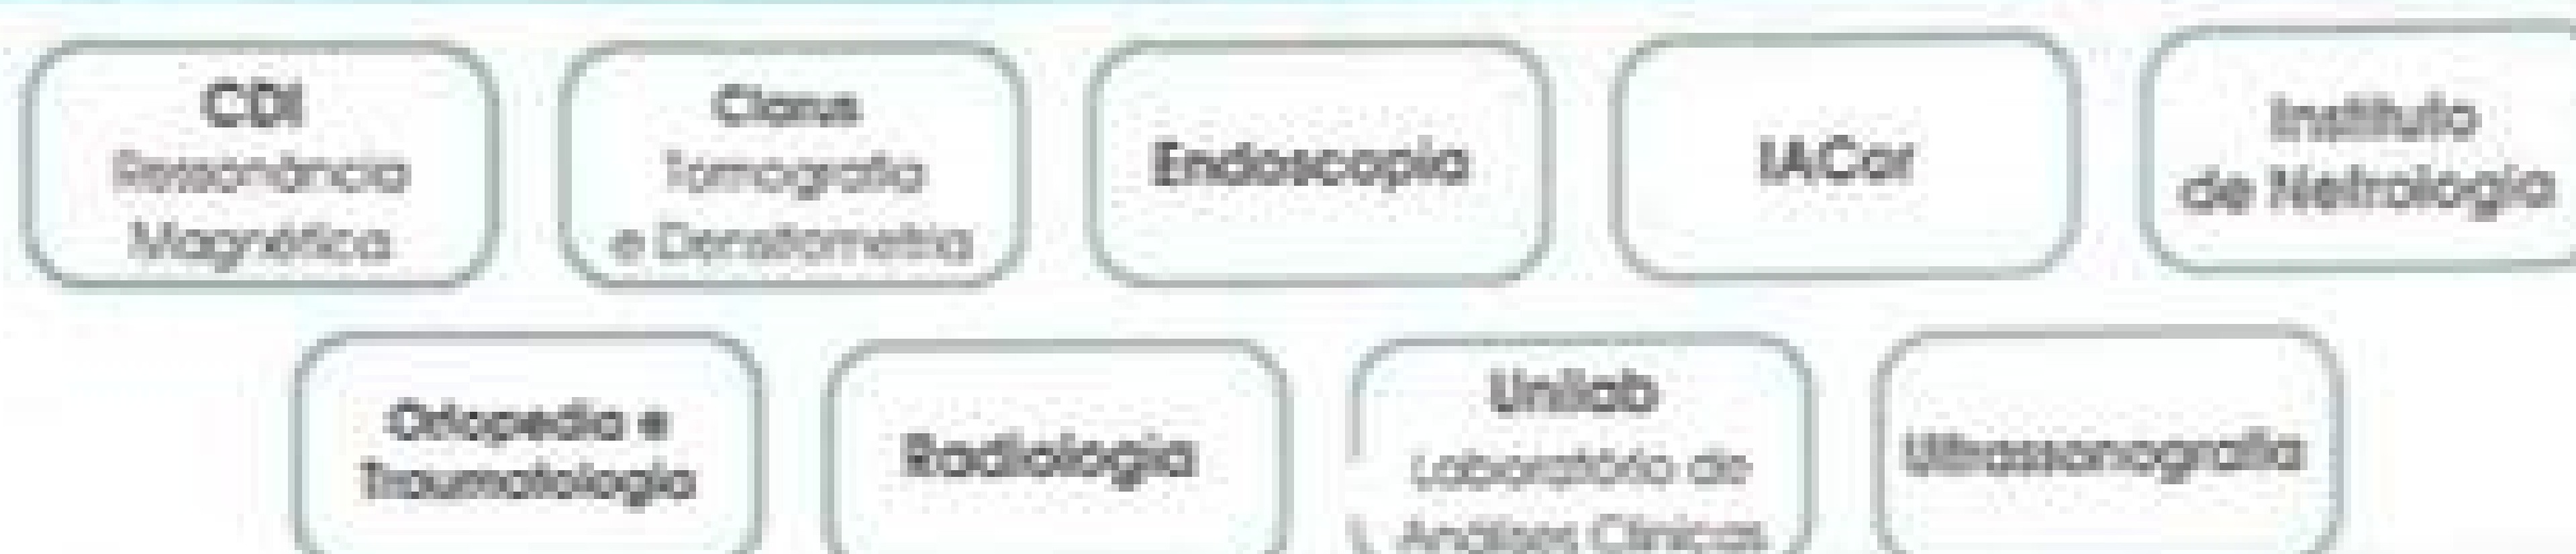 CDI
Ressonância
Magnética
Clarus
Tomografia
e Densitometria
Endoscopia
IACor
Instituto
de Nefrologia
Ortopedia e
Traumatologia
Radiologia
Unilab
Laboratório de
Análises Clínicas
Ultrassonografia